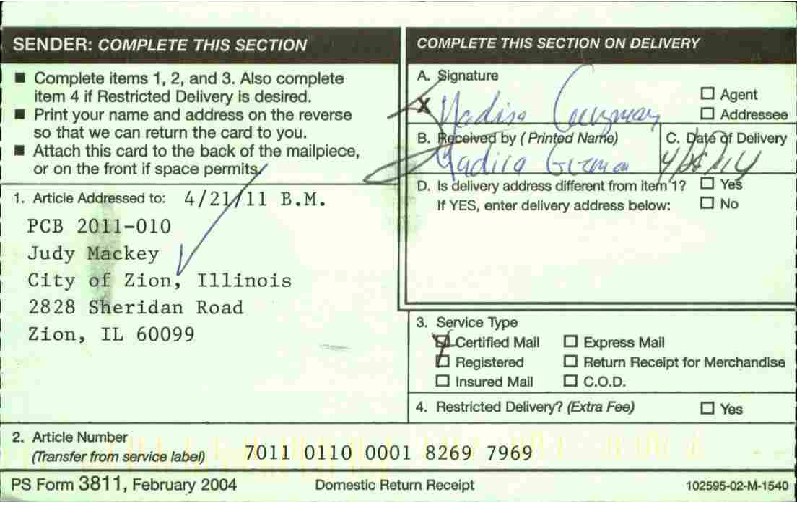 SENDER: COMPLETE THIS SECTION
■ Complete items 1, 2, and 3. Also complete
item 4 if Restricted Delivery is desired.
■ Print your name and address on the reverse
so that we can return the card to you.
■ Attach this card to the back of the mailpiece,
or on the front if space permits.
1. Article Addressed to: 4/21/11 B.M.
PCB 2011-010
Judy Mackey
City of Zion, Illinois
2828 Sheridan Road
Zion, IL 60099
2. Article Number
(Transfer from service label) 7011 0110 0001 8269 7969
COMPLETE THIS SECTION ON DELIVERY
A. Signature
X
☐ Agent
☐ Addressee
B. Received by (Printed Name)
C. Date of Delivery
D. Is delivery address different from item 1? ☐ Yes
If YES, enter delivery address below: ☐ No
3. Service Type
☑ Certified Mail ☐ Express Mail
☐ Registered ☐ Return Receipt for Merchandise
☐ Insured Mail ☐ C.O.D.
4. Restricted Delivery? (Extra Fee) ☐ Yes
PS Form 3811, February 2004 Domestic Return Receipt 102595-02-M-1540